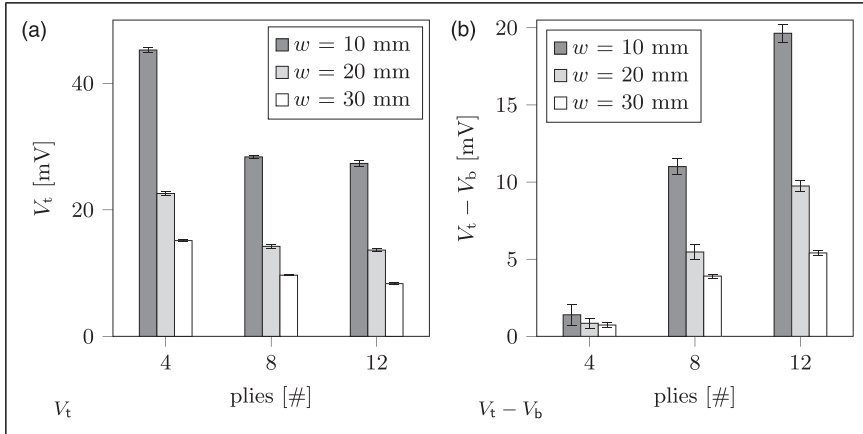 (a)
w = 10 mm
w = 20 mm
w = 30 mm
40
20
0
Vt [mV]
4 8 12
plies [#]
Vt
(b)
w = 10 mm
w = 20 mm
w = 30 mm
20
15
10
5
0
Vt − Vb [mV]
4 8 12
plies [#]
Vt − Vb